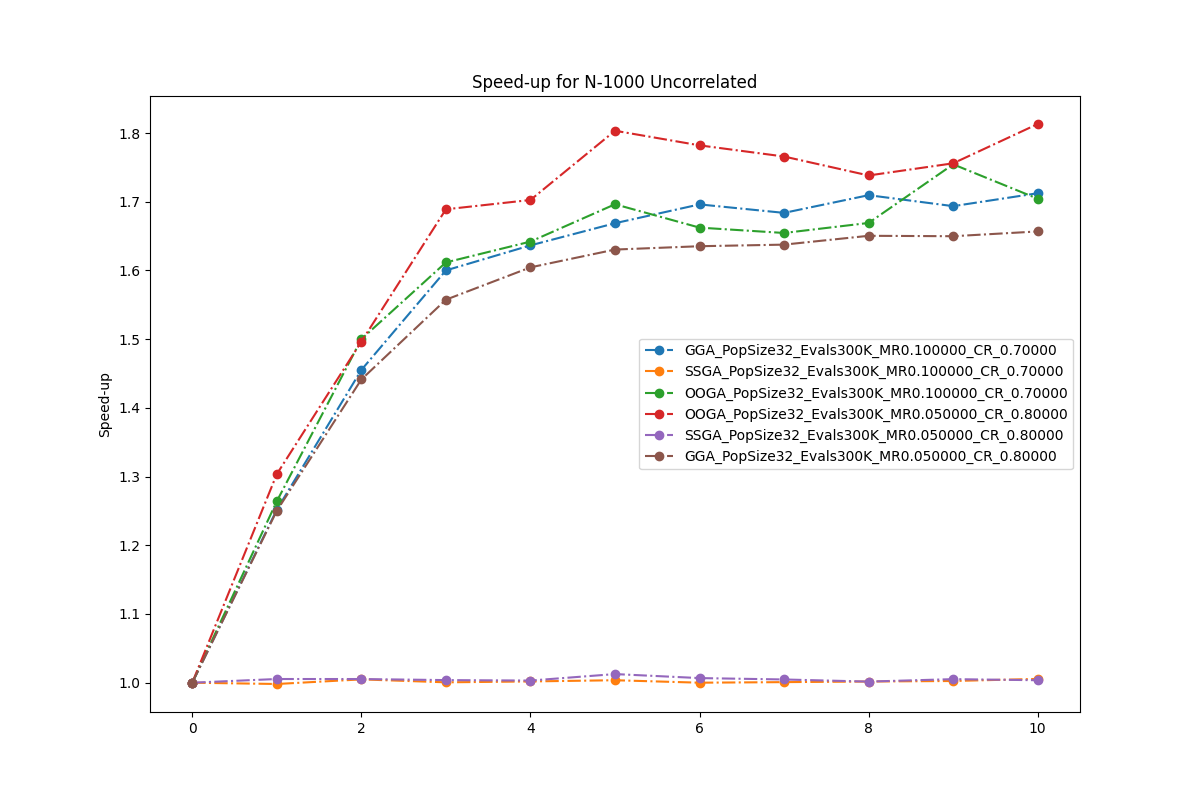 Speed-up for N-1000 Uncorrelated
Speed-up
1.8
1.7
1.6
1.5
1.4
1.3
1.2
1.1
1.0
GGA_PopSize32_Evals300K_MR0.100000_CR_0.70000
SSGA_PopSize32_Evals300K_MR0.100000_CR_0.70000
OOGA_PopSize32_Evals300K_MR0.100000_CR_0.70000
OOGA_PopSize32_Evals300K_MR0.050000_CR_0.80000
SSGA_PopSize32_Evals300K_MR0.050000_CR_0.80000
GGA_PopSize32_Evals300K_MR0.050000_CR_0.80000
0 2 4 6 8 10